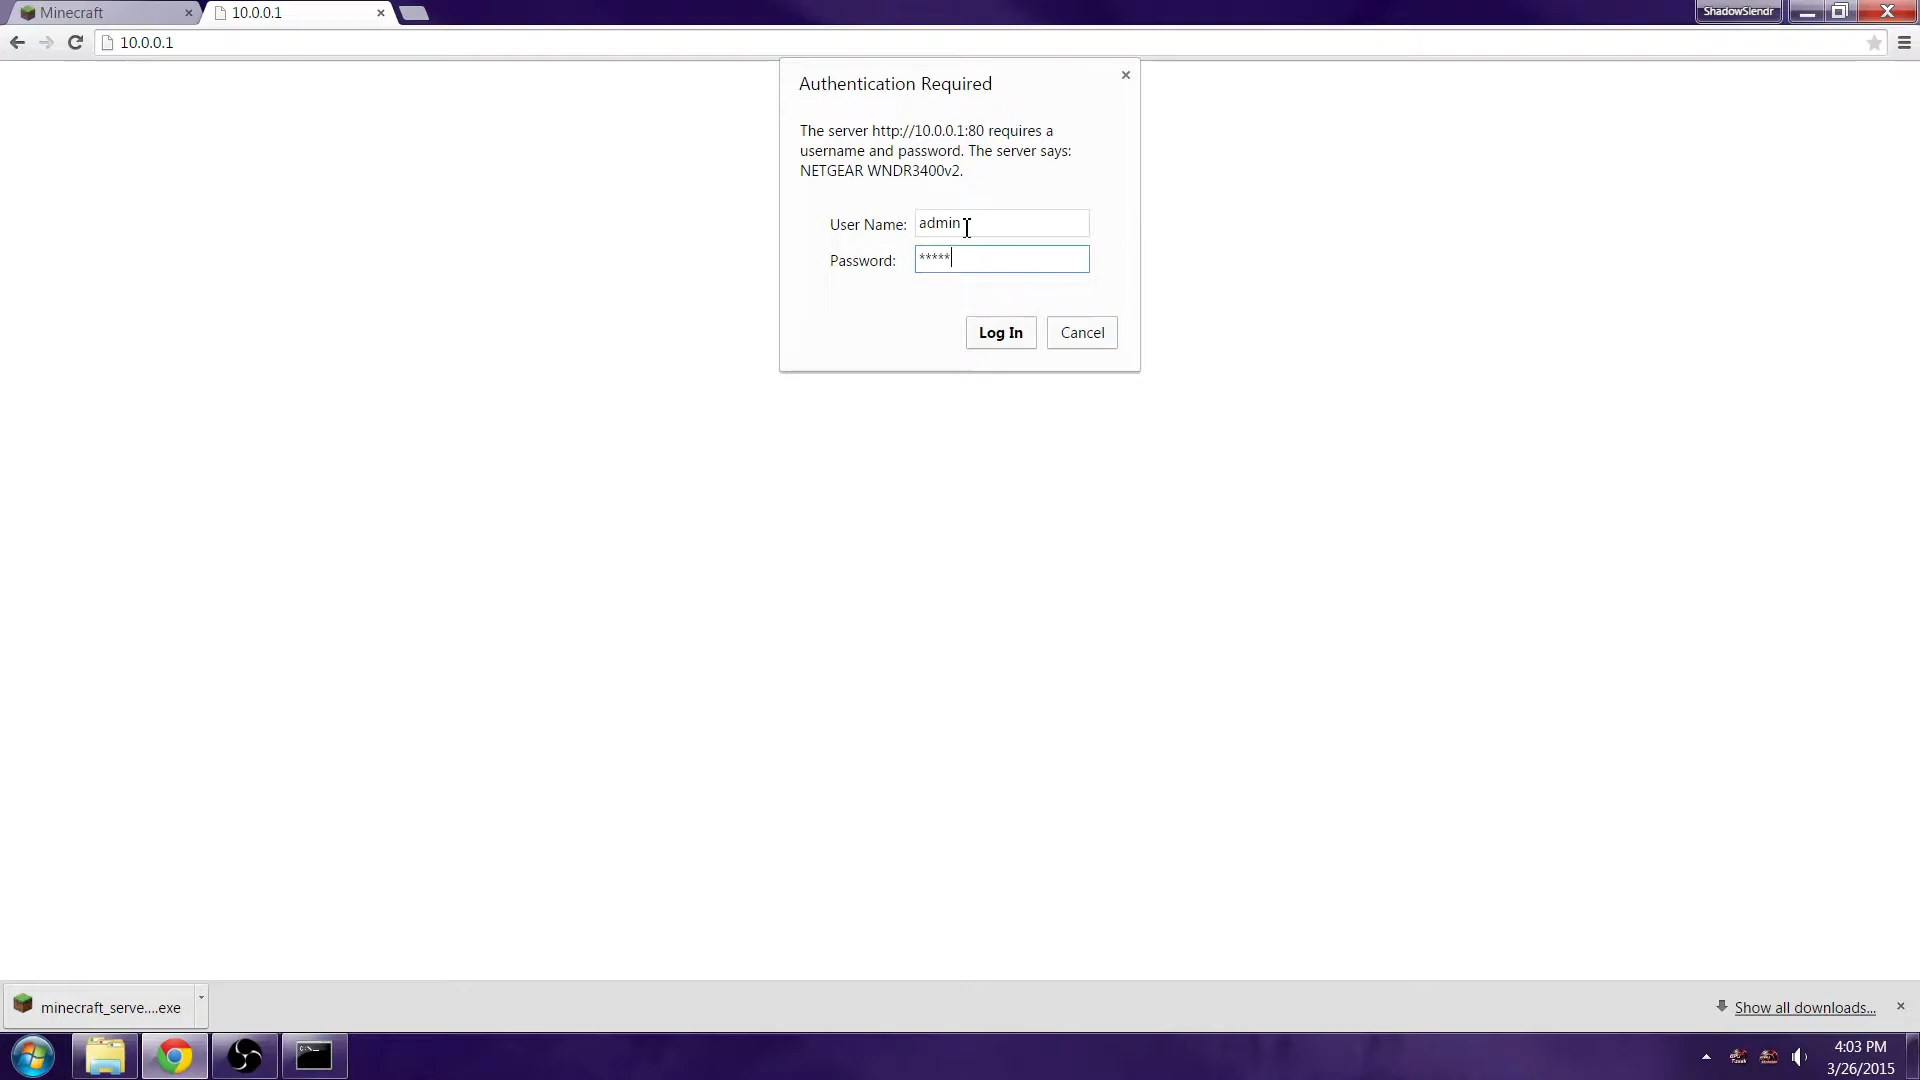 Minecraft
10.0.0.1
ShadowSlendr
10.0.0.1
Authentication Required
The server http://10.0.0.1:80 requires a
username and password. The server says:
NETGEAR WNDR3400v2.
User Name: admin
Password: *****
Log In
Cancel
minecraft_serve....exe
Show all downloads...
4:03 PM
3/26/2015